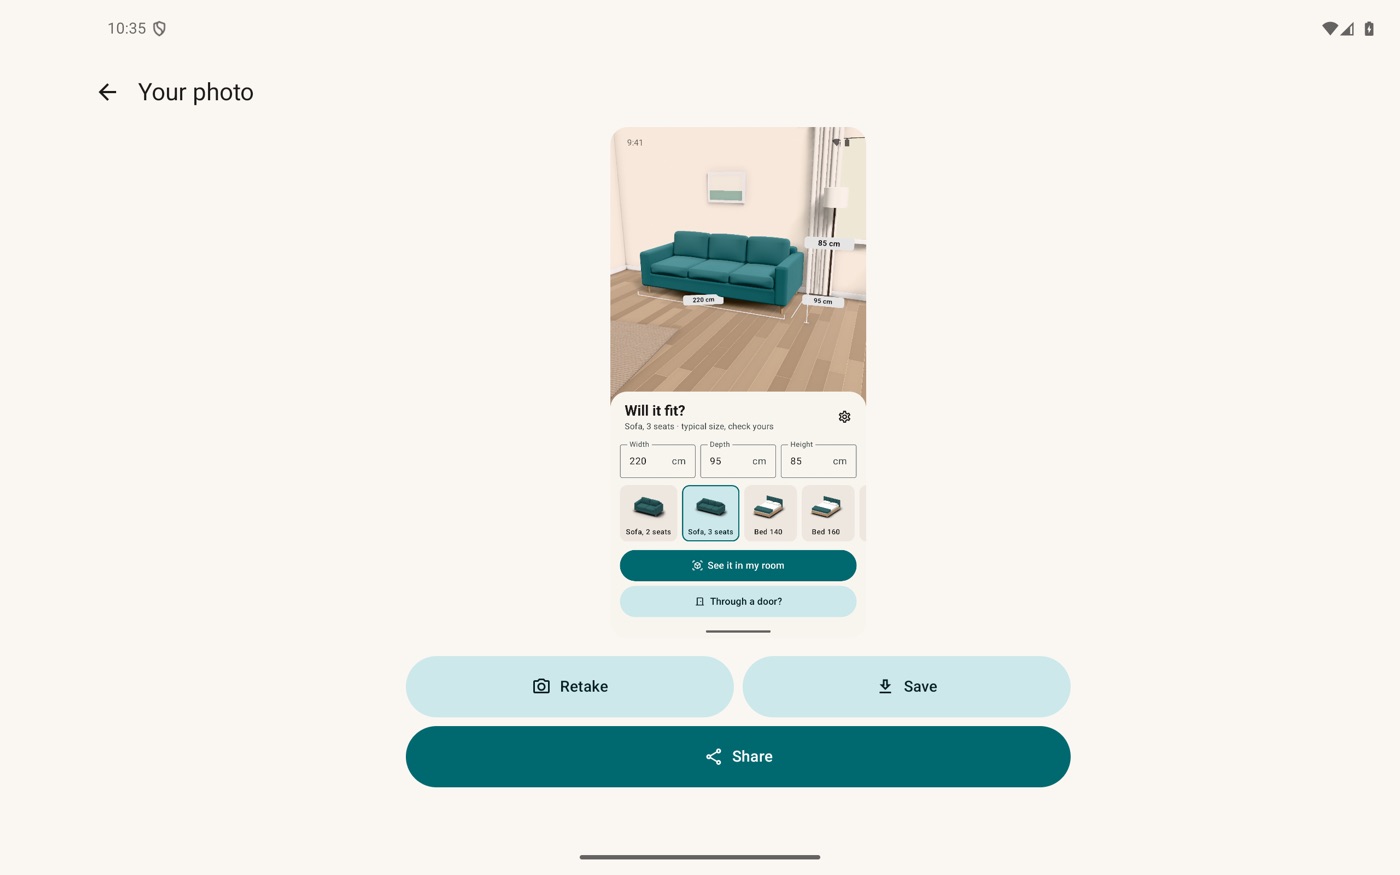 10:35
Your photo
9:41
85 cm
220 cm
95 cm
Will it fit?
Sofa, 3 seats · typical size, check yours
Width
Depth
Height
220 cm
95 cm
85 cm
Sofa, 2 seats
Sofa, 3 seats
Bed 140
Bed 160
See it in my room
Through a door?
Retake
Save
Share